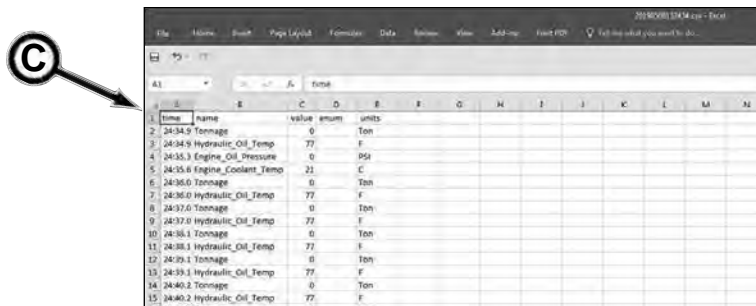 20190508132434.csv - Excel
File Home Insert Page Layout Formulas Data Review View Add-ins Foxit PDF Tell me what you want to do...
C
A1 fx time
A B C D E F G H I J K L M N
1 time name value enum units
2 24:34.9 Tonnage 0 Ton
3 24:34.9 Hydraulic_Oil_Temp 77 F
4 24:35.3 Engine_Oil_Pressure 0 PSI
5 24:35.6 Engine_Coolant_Temp 21 C
6 24:36.0 Tonnage 0 Ton
7 24:36.0 Hydraulic_Oil_Temp 77 F
8 24:37.0 Tonnage 0 Ton
9 24:37.0 Hydraulic_Oil_Temp 77 F
10 24:38.1 Tonnage 0 Ton
11 24:38.1 Hydraulic_Oil_Temp 77 F
12 24:39.1 Tonnage 0 Ton
13 24:39.1 Hydraulic_Oil_Temp 77 F
14 24:40.2 Tonnage 0 Ton
15 24:40.2 Hydraulic_Oil_Temp 77 F